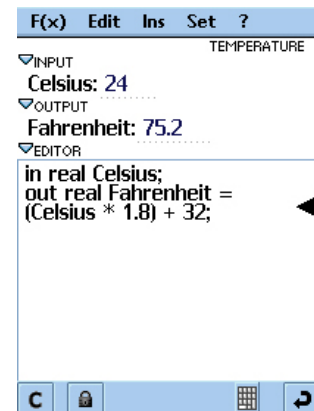 F(x) Edit Ins Set ?
TEMPERATURE
INPUT
Celsius: 24
OUTPUT
Fahrenheit: 75.2
EDITOR
in real Celsius;
out real Fahrenheit =
(Celsius * 1.8) + 32;
C